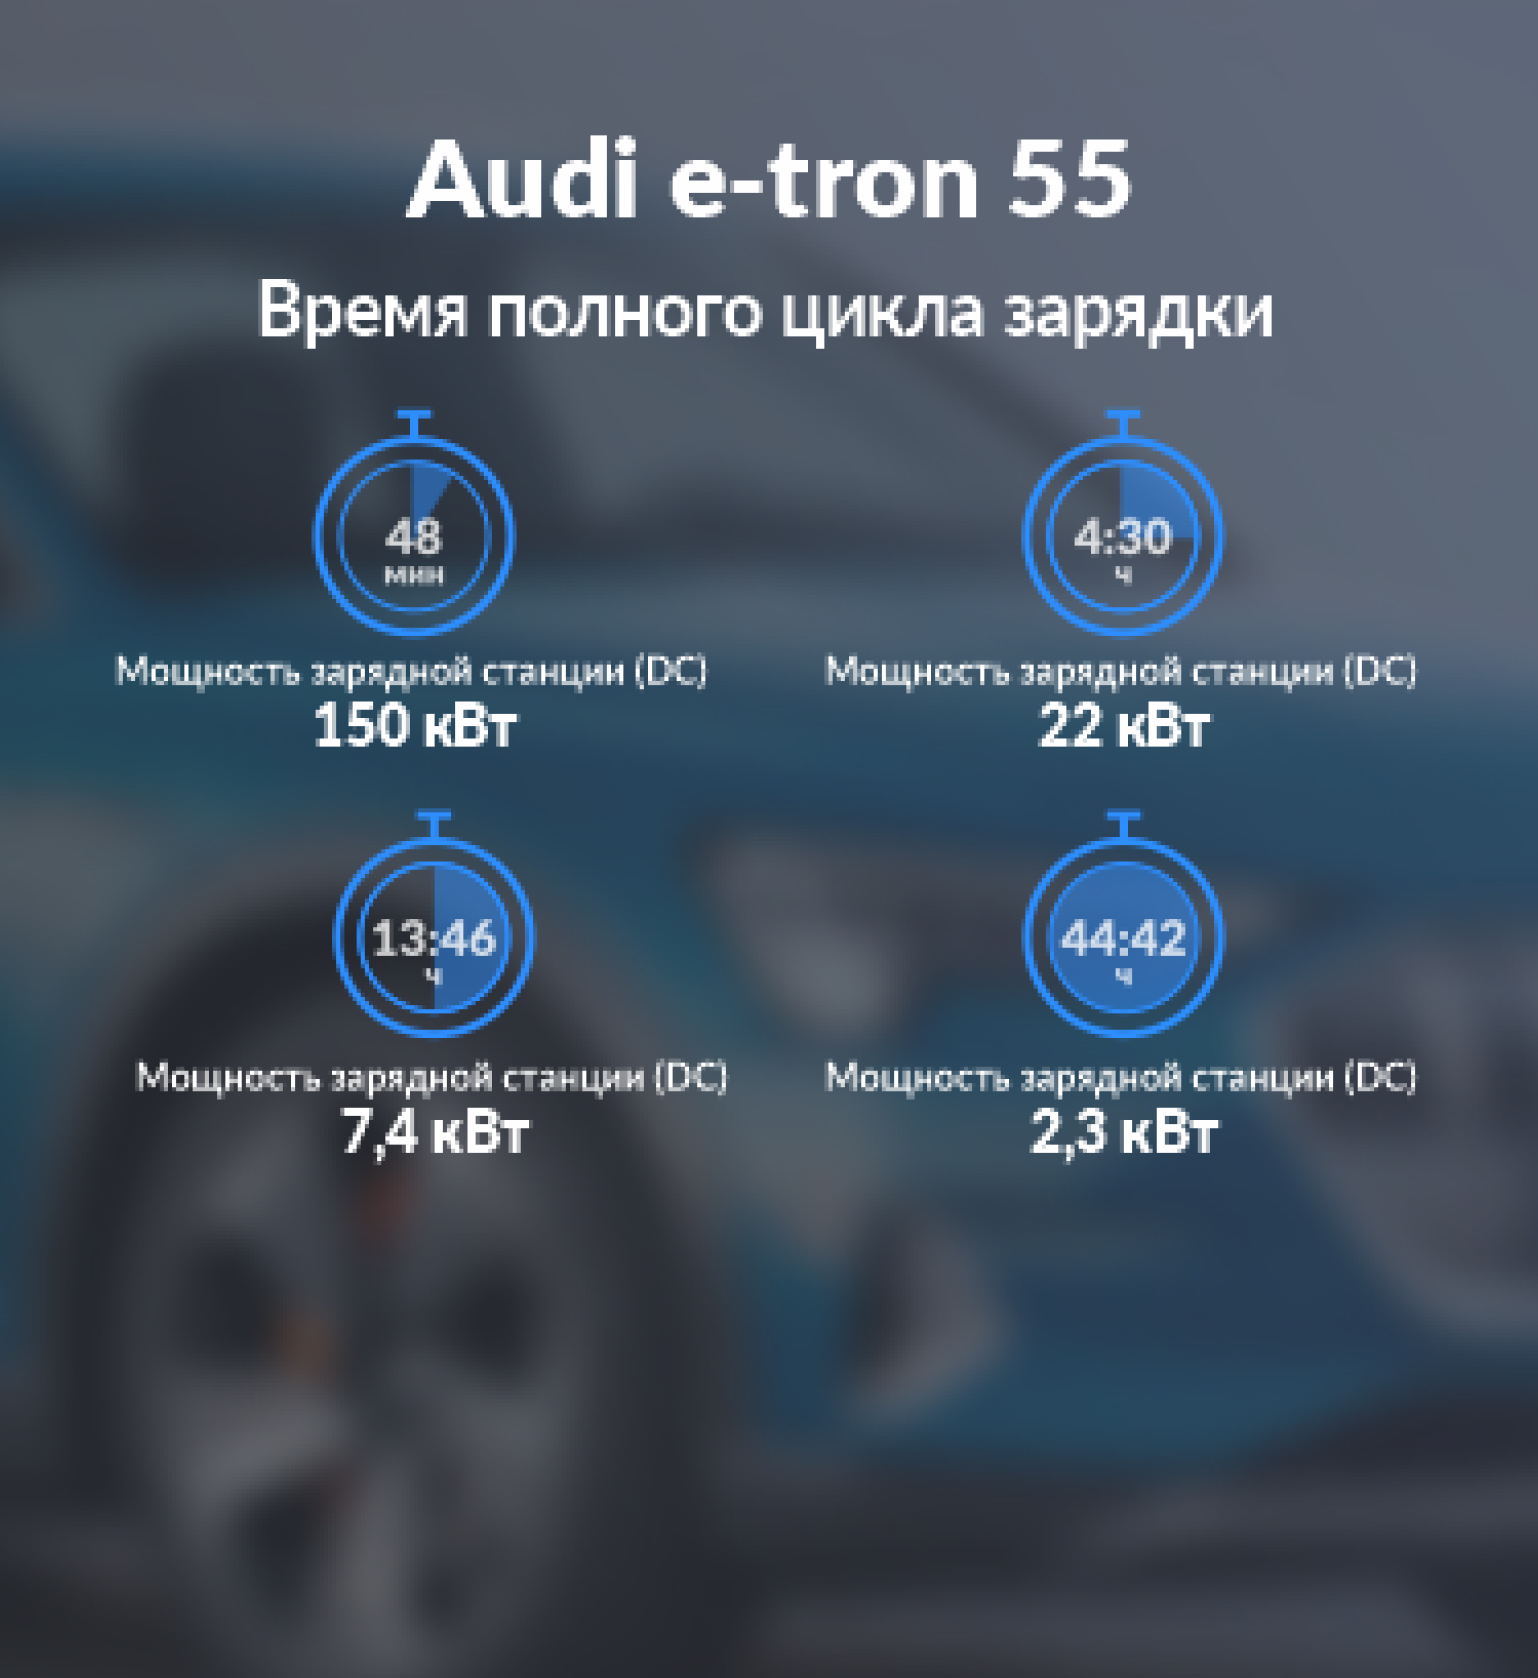 Audi e-tron 55
Время полного цикла зарядки
48
мин
Мощность зарядной станции (DC)
150 кВт
4:30
ч
Мощность зарядной станции (DC)
22 кВт
13:46
ч
Мощность зарядной станции (DC)
7,4 кВт
44:42
ч
Мощность зарядной станции (DC)
2,3 кВт